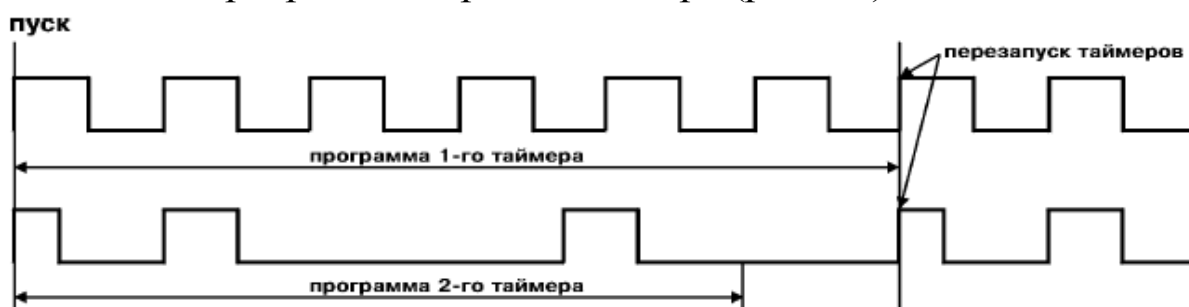 пуск
перезапуск таймеров
программа 1-го таймера
программа 2-го таймера